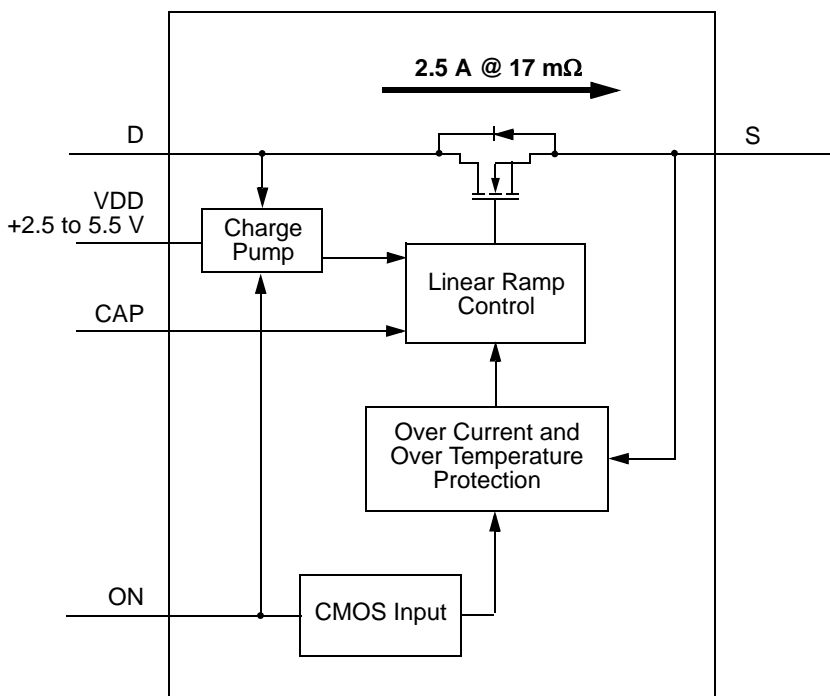 2.5 A @ 17 mΩ
D
S
VDD
+2.5 to 5.5 V
Charge
Pump
Linear Ramp
Control
CAP
Over Current and
Over Temperature
Protection
ON
CMOS Input